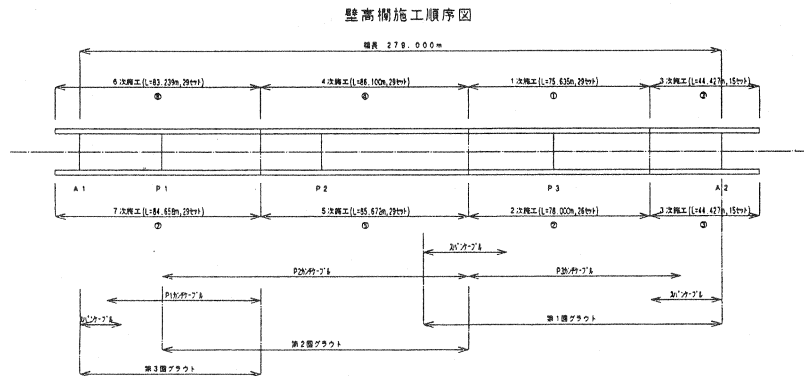 壁高欄施工順序図
橋長 279.000m
6次施工(L=83.239m,29セット) 4次施工(L=86.100m,29セット) 1次施工(L=75.635m,29セット) 3次施工(L=44.427m,15セット)
⑥ ④ ①
A1 P1 P2 P3 A2
7次施工(L=84.658m,29セット) 5次施工(L=85.672m,29セット) 2次施工(L=78.000m,26セット) 3次施工(L=44.427m,15セット)
⑦ ⑤ ② ③
スパンケーブル
P2カンチケーブル P3カンチケーブル
P1カンチケーブル スパンケーブル
スパンケーブル 第1回グラウト
第2回グラウト
第3回グラウト